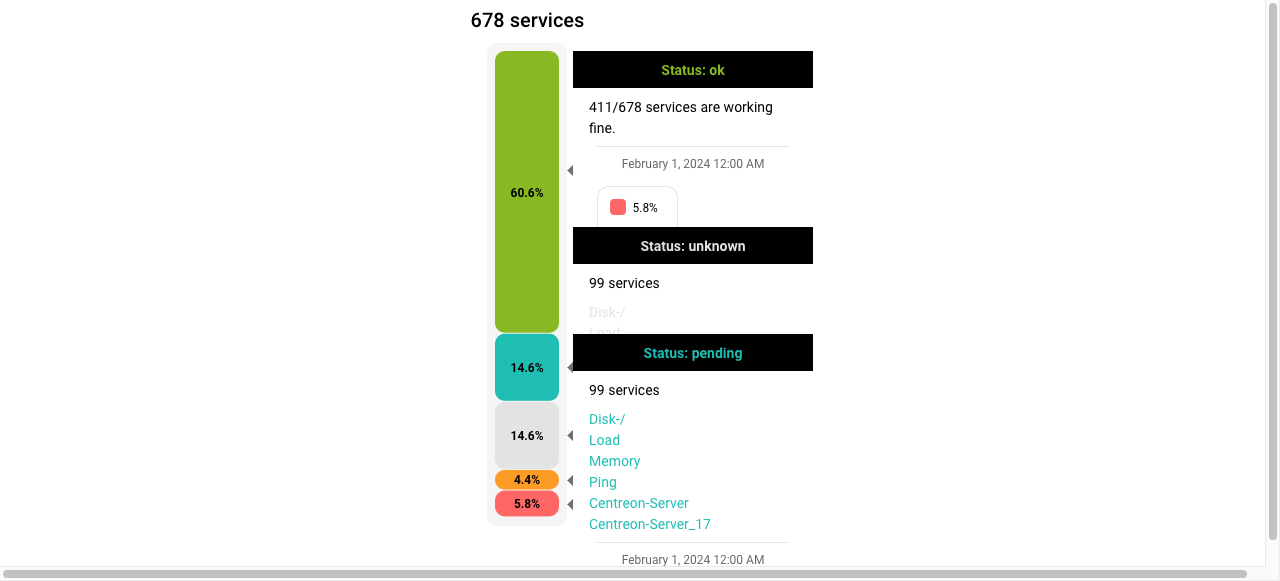 678 services
60.6%
14.6%
14.6%
4.4%
5.8%
Status: ok
411/678 services are working
fine.
February 1, 2024 12:00 AM
5.8%
Status: unknown
99 services
Disk-/
Load
Status: pending
99 services
Disk-/
Load
Memory
Ping
Centreon-Server
Centreon-Server_17
February 1, 2024 12:00 AM